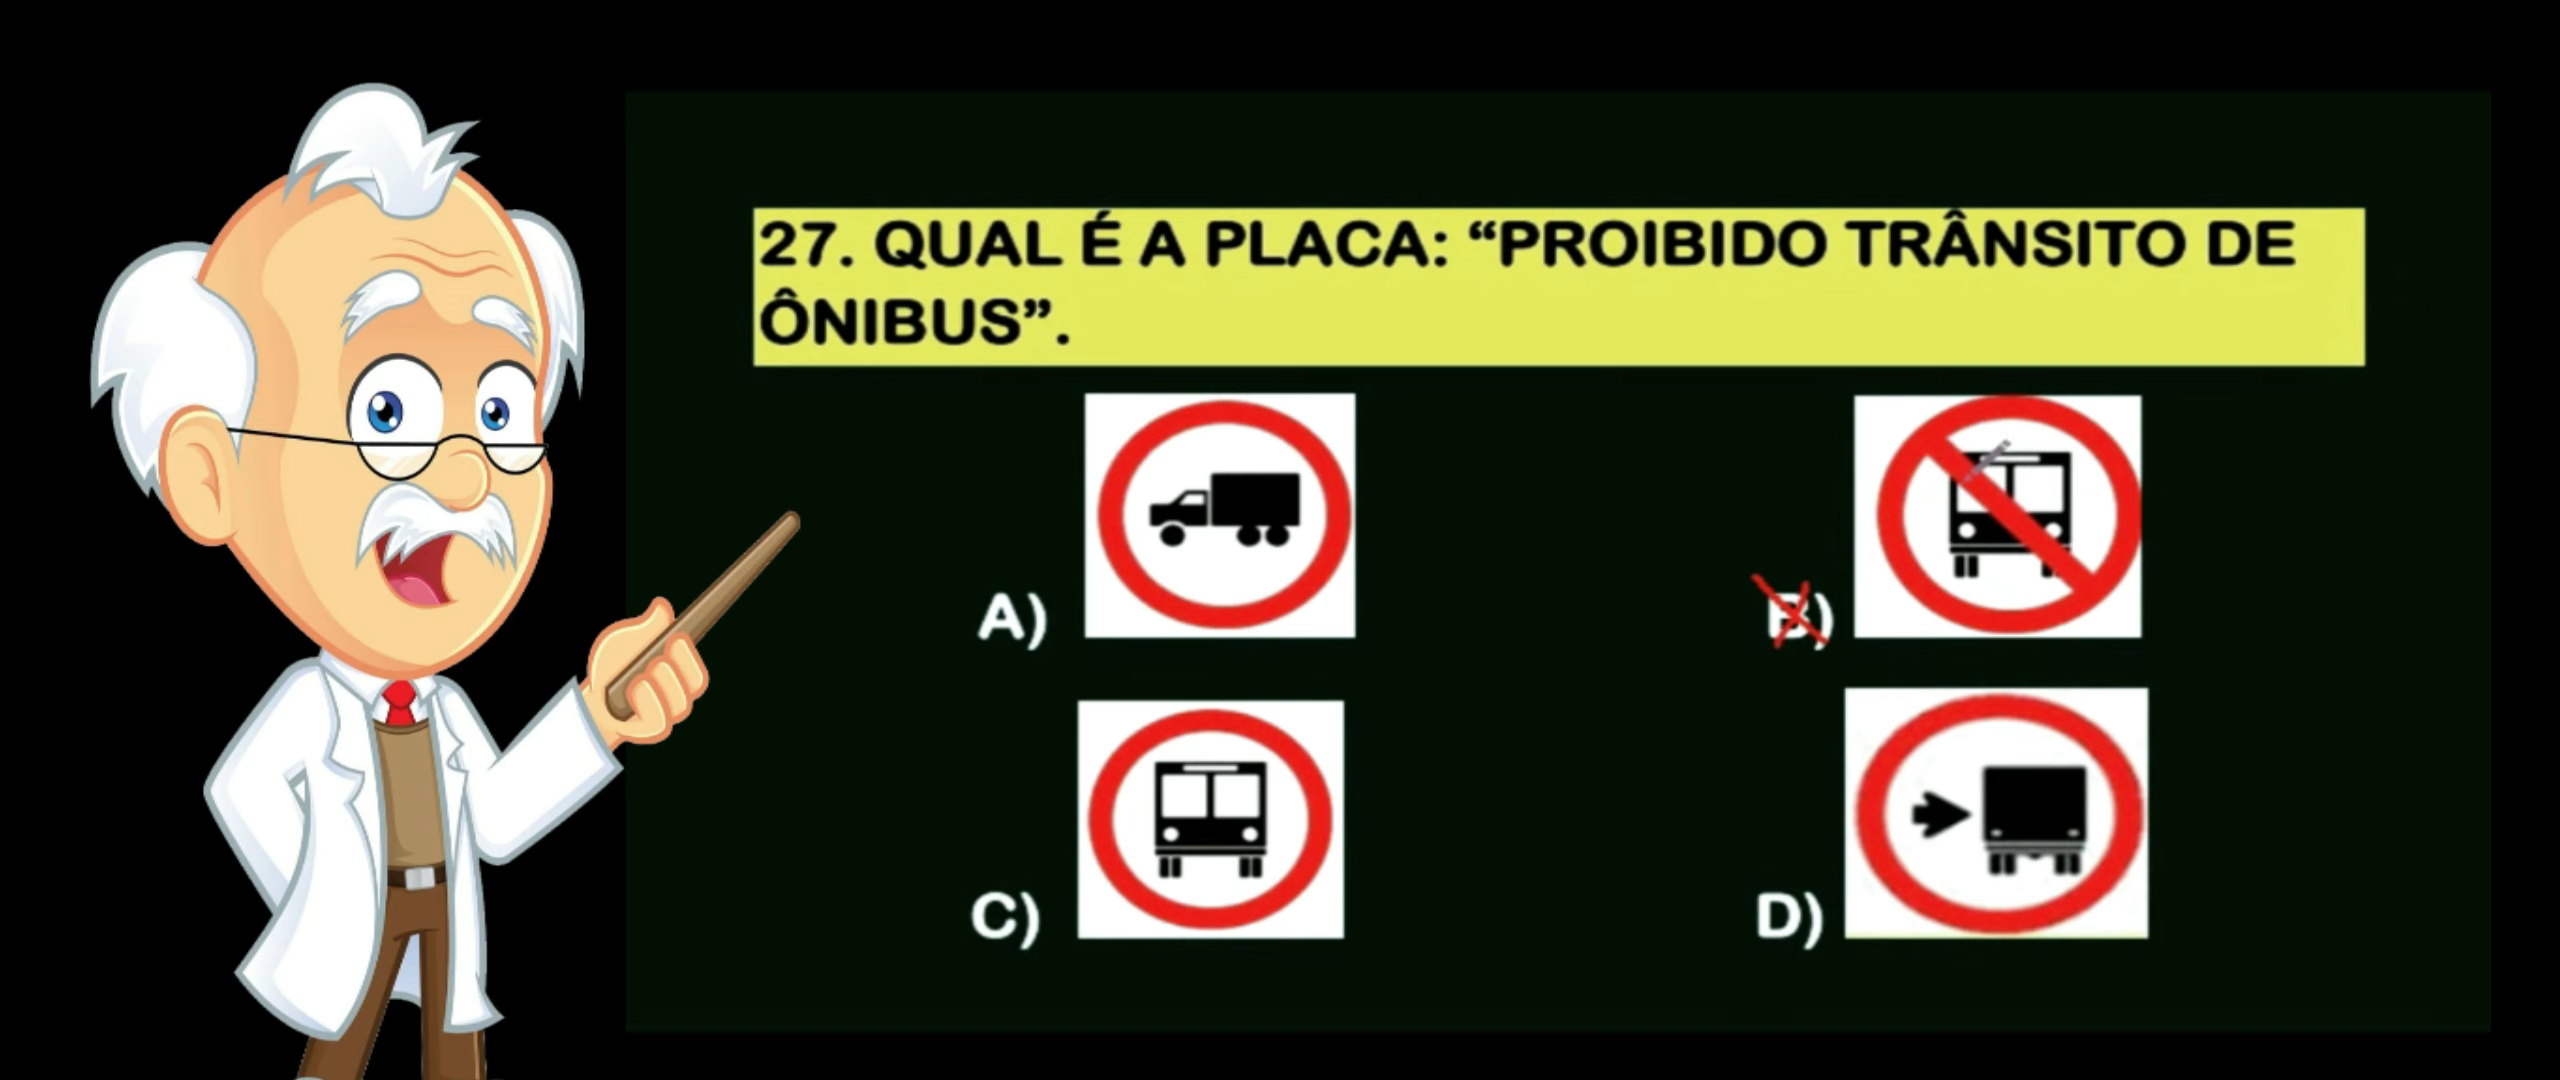 27. QUAL É A PLACA: “PROIBIDO TRÂNSITO DE
ÔNIBUS”.
A)
B)
C)
D)